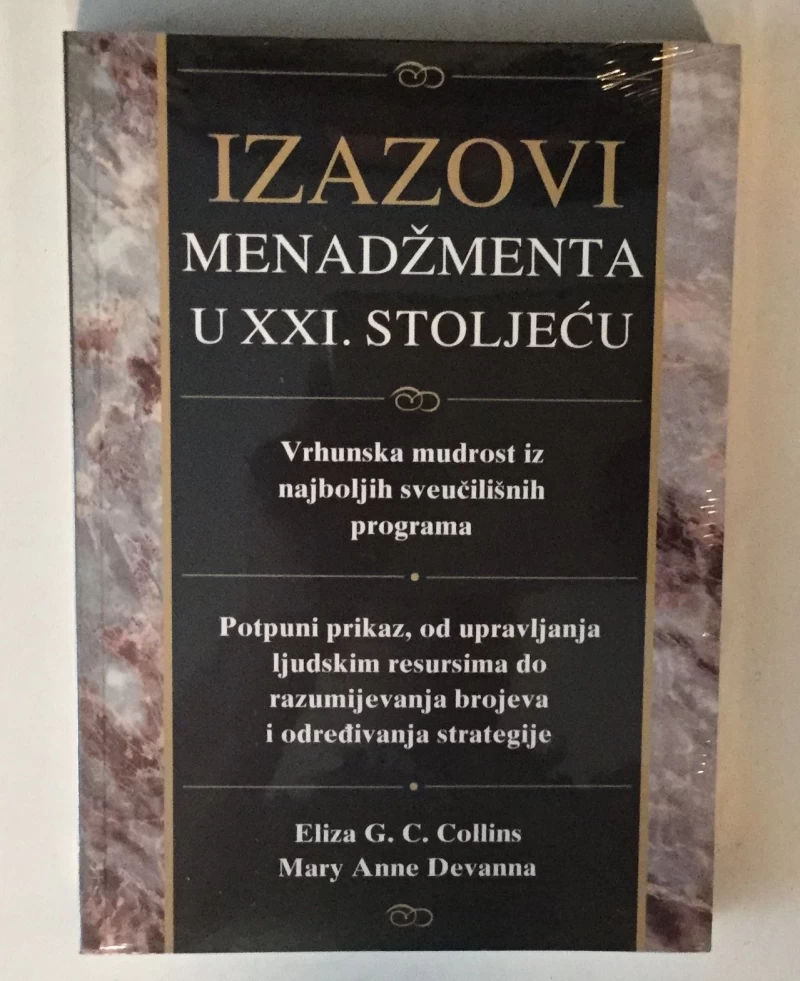 IZAZOVI
MENADŽMENTA
U XXI. STOLJEĆU
Vrhunska mudrost iz
najboljih sveučilišnih
programa
Potpuni prikaz, od upravljanja
ljudskim resursima do
razumijevanja brojeva
i određivanja strategije
Eliza G. C. Collins
Mary Anne Devanna